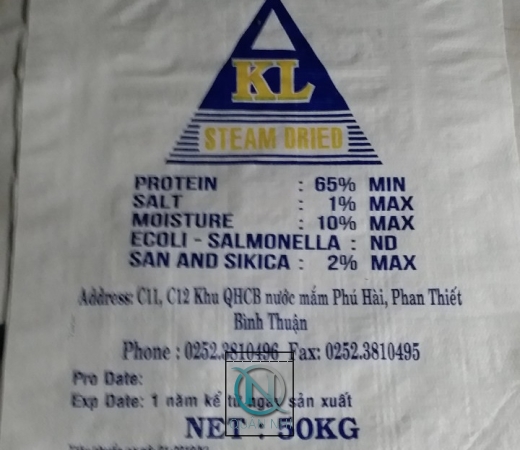 KL
STEAM DRIED
PROTEIN : 65% MIN
SALT : 1% MAX
MOISTURE : 10% MAX
ECOLI - SALMONELLA : ND
SAN AND SIKICA : 2% MAX
Address: C11, C12 Khu QHCB nước mắm Phú Hài, Phan Thiết
Bình Thuận
Phone : 0252.3810496 Fax: 0252.3810495
Pro Date:
Exp Date: 1 năm kể từ ngày sản xuất
NET : 50KG